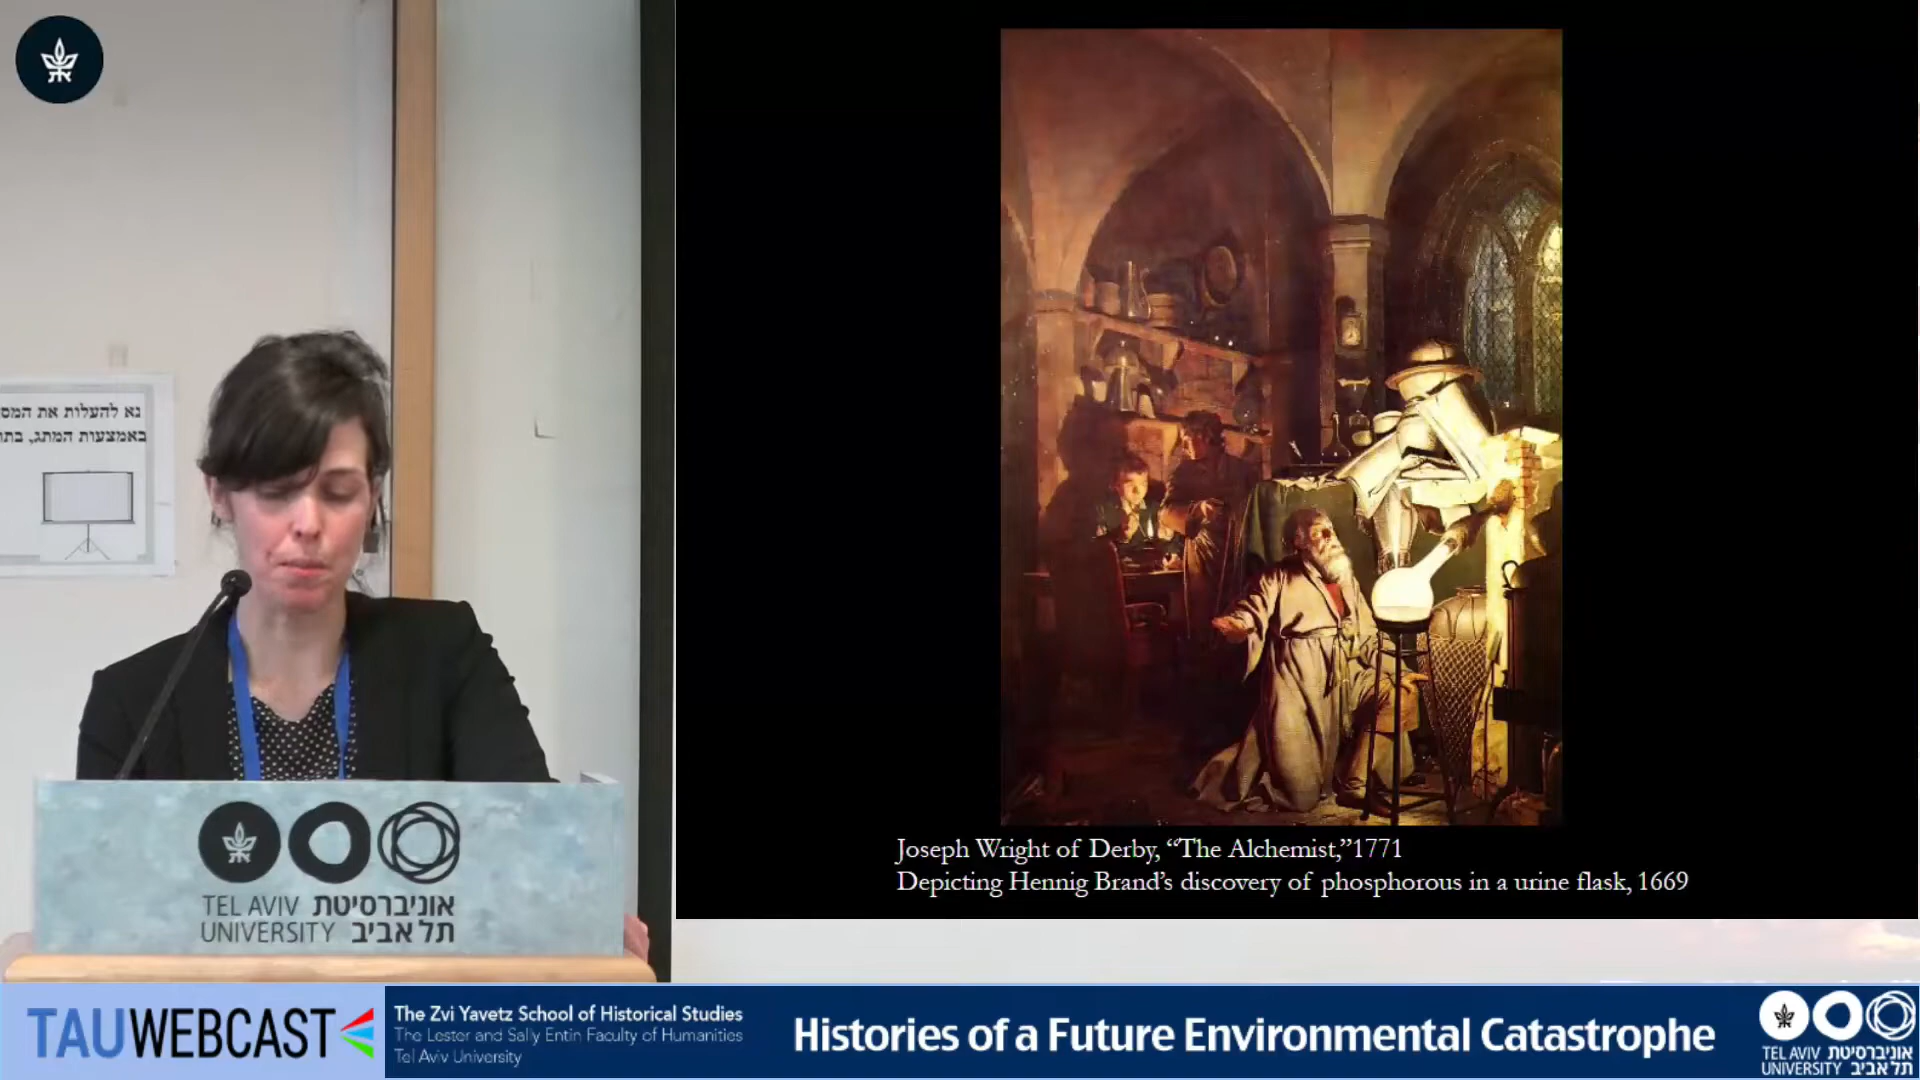 נא להעלות את המס
באמצעות המתג, בתו
TEL AVIV אוניברסיטת
UNIVERSITY תל אביב
Joseph Wright of Derby, “The Alchemist,”1771
Depicting Hennig Brand’s discovery of phosphorous in a urine flask, 1669
TAUWEBCAST
The Zvi Yavetz School of Historical Studies
The Lester and Sally Entin Faculty of Humanities
Tel Aviv University
Histories of a Future Environmental Catastrophe
TEL AVIV אוניברסיטת
UNIVERSITY תל אביב